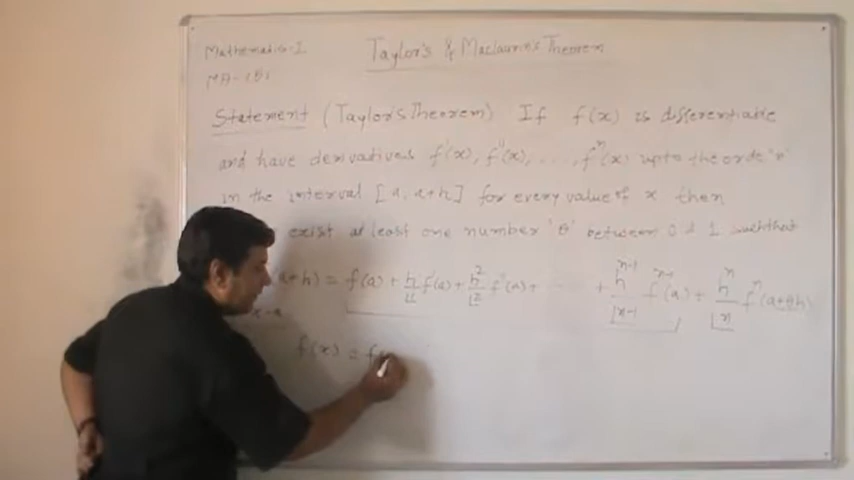 Mathematics-I Taylor's & Maclaurin's Theorem
MA-151
Statement (Taylor's Theorem) If f(x) is differentiable
and have derivatives f'(x), f''(x), ..., fⁿ(x) upto the orde 'n'
in the interval [a, a+h] for every value of x then
exist at least one number 'θ' between 0 & 1 such that
a+h) = f(a) + h/⌊1 f'(a) + h²/⌊2 f''(a) + ... + hⁿ⁻¹/⌊n-1 fⁿ⁻¹(a) + hⁿ/⌊n fⁿ(a+θh)
x-a
f(x) = f(